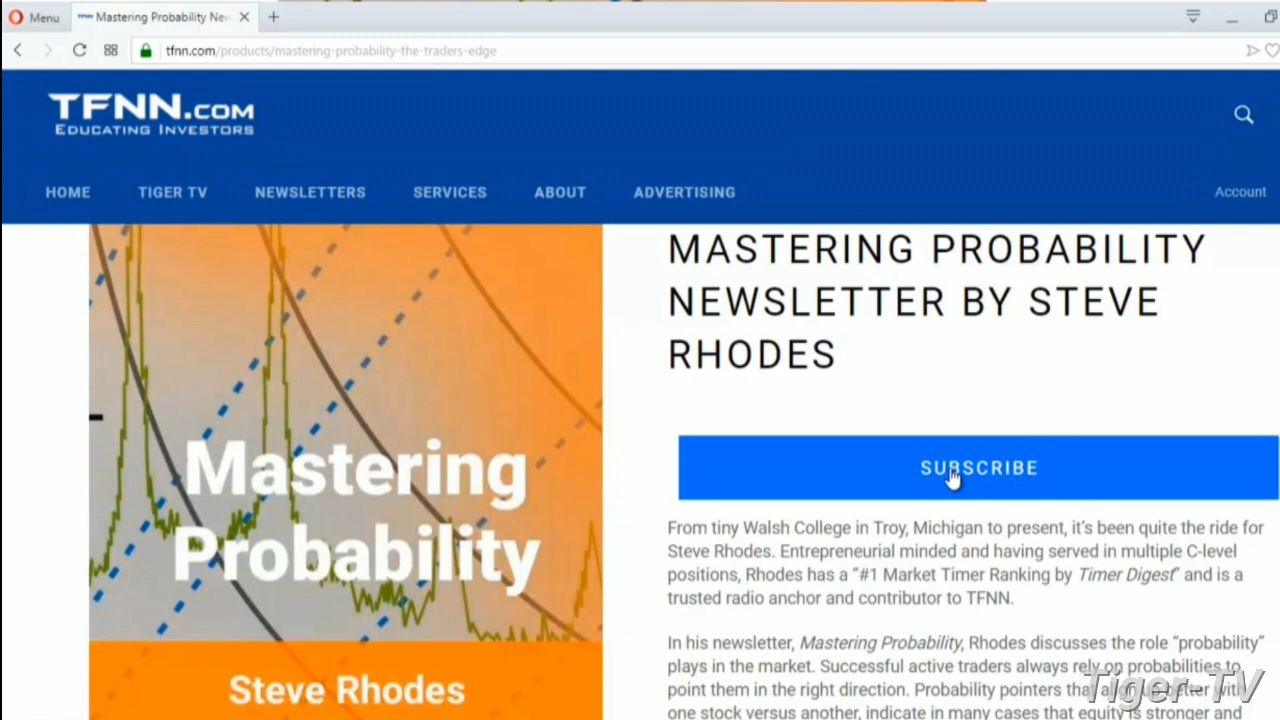 Menu
TFNN Mastering Probability New
tfnn.com/products/mastering-probability-the-traders-edge
TFNN.COM
EDUCATING INVESTORS
HOME TIGER TV NEWSLETTERS SERVICES ABOUT ADVERTISING Account
Mastering
Probability
Steve Rhodes
MASTERING PROBABILITY
NEWSLETTER BY STEVE
RHODES
SUBSCRIBE
From tiny Walsh College in Troy, Michigan to present, it's been quite the ride for
Steve Rhodes. Entrepreneurial minded and having served in multiple C-level
positions, Rhodes has a “#1 Market Timer Ranking by Timer Digest” and is a
trusted radio anchor and contributor to TFNN.
In his newsletter, Mastering Probability, Rhodes discusses the role “probability”
plays in the market. Successful active traders always rely on probabilities to
point them in the right direction. Probability pointers that better with
one stock versus another, indicate in many cases that equity is stronger and
Tiger-TV